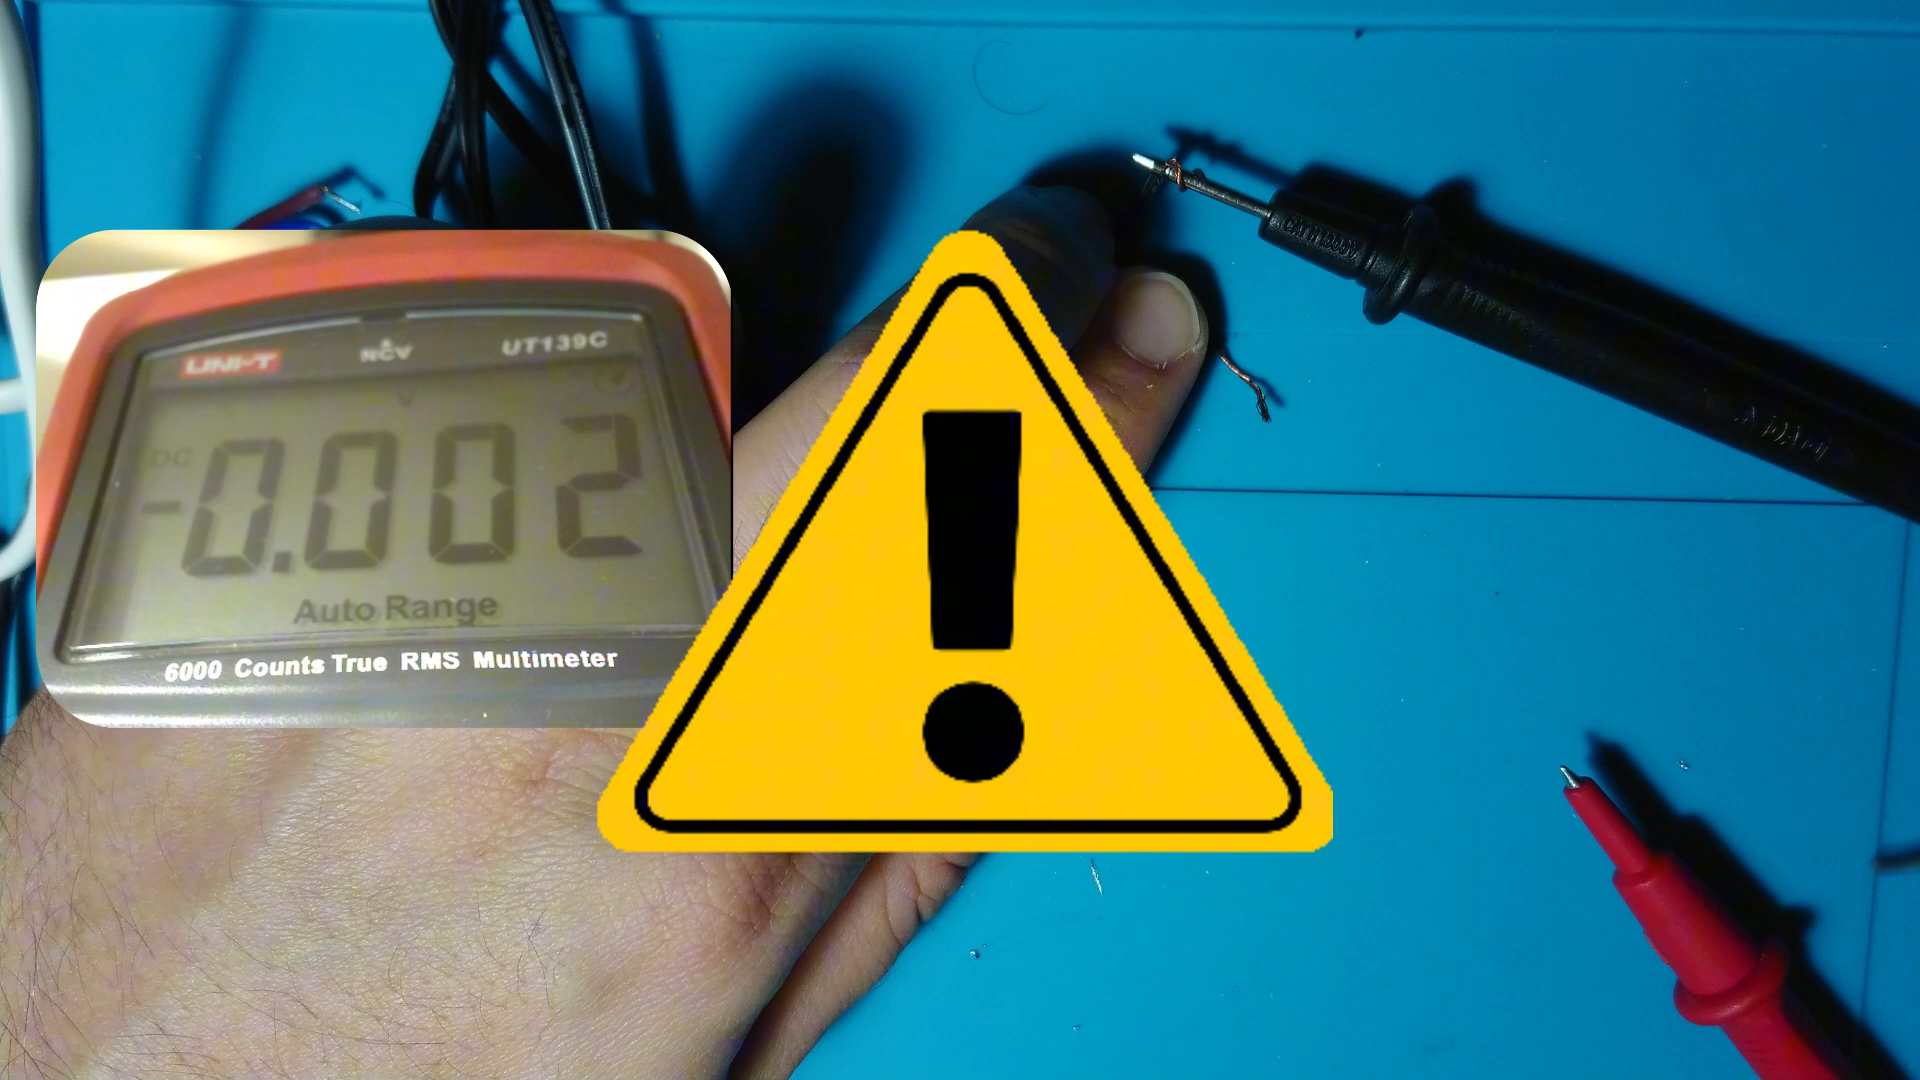 UNI-T NCV UT139C
V
DC
-0.002
Auto Range
6000 Counts True RMS Multimeter